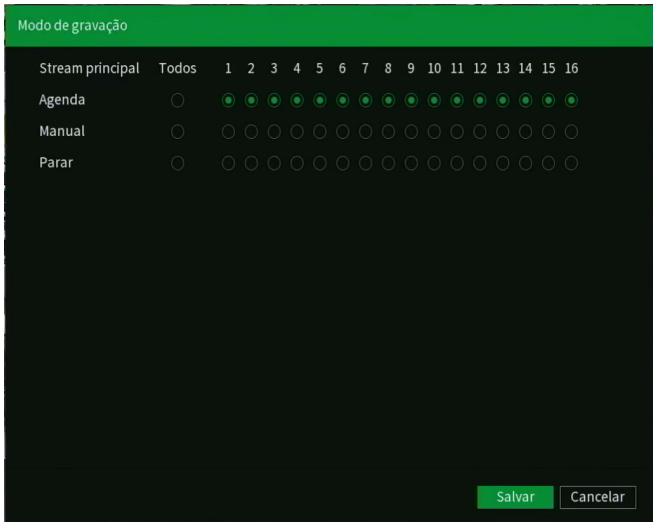 Modo de gravação
Stream principal Todos 1 2 3 4 5 6 7 8 9 10 11 12 13 14 15 16
Agenda
Manual
Parar
Salvar Cancelar